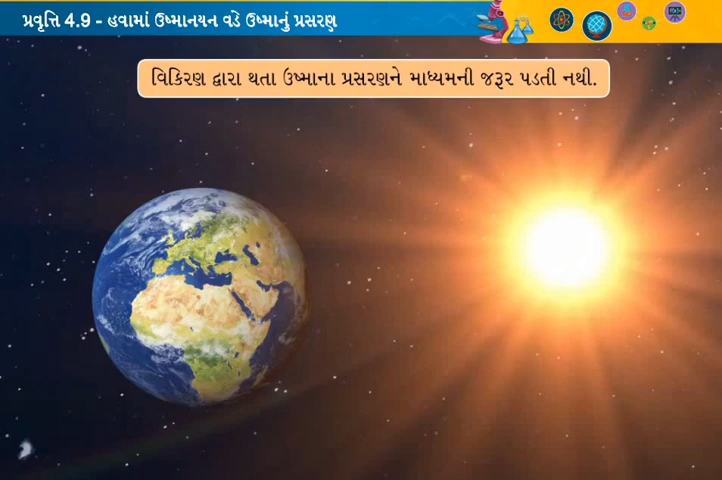 પ્રવૃત્તિ 4.9 - હવામાં ઉષ્માનયન વડે ઉષ્માનું પ્રસરણ
વિકિરણ દ્વારા થતા ઉષ્માના પ્રસરણને માધ્યમની જરૂર પડતી નથી.